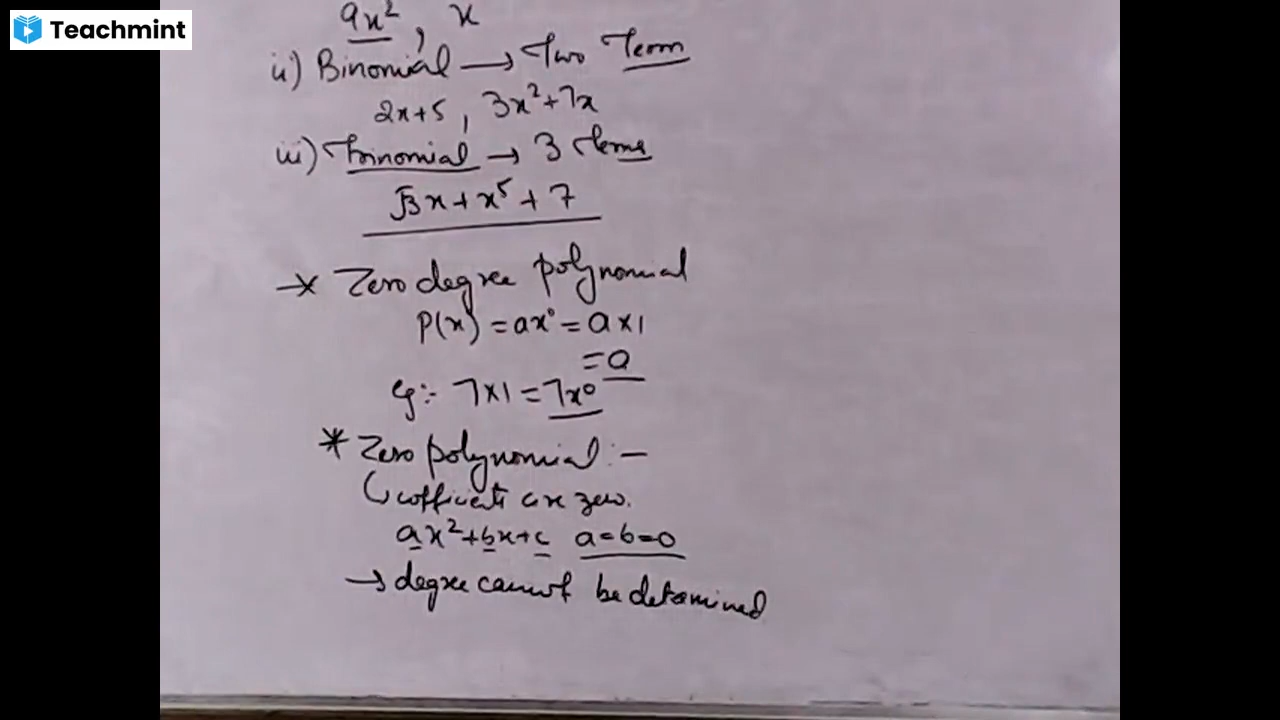 Teachmint
9x², x
ii) Binomial → Two Term
2x+5, 3x²+7x
iii) Trinomial → 3 terms
√3x+x⁵+7
→* Zero degree polynomial
P(x) = ax⁰ = a×1
=a
Eg:- 7×1 = 7x⁰
* Zero polynomial :-
↳ cofficients are zero.
ax²+bx+c a=b=0
→ degree cannot be determined